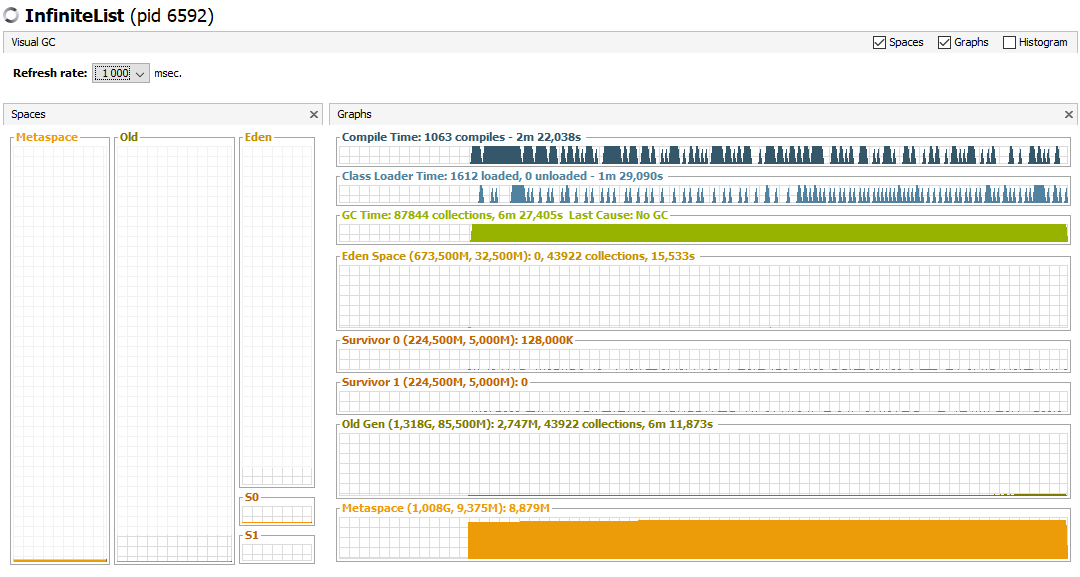 InfiniteList (pid 6592)
Visual GC
Spaces
Graphs
Histogram
Refresh rate: 1 000 msec.
Spaces
Graphs
Metaspace
Old
Eden
S0
S1
Compile Time: 1063 compiles - 2m 22,038s
Class Loader Time: 1612 loaded, 0 unloaded - 1m 29,090s
GC Time: 87844 collections, 6m 27,405s Last Cause: No GC
Eden Space (673,500M, 32,500M): 0, 43922 collections, 15,533s
Survivor 0 (224,500M, 5,000M): 128,000K
Survivor 1 (224,500M, 5,000M): 0
Old Gen (1,318G, 85,500M): 2,747M, 43922 collections, 6m 11,873s
Metaspace (1,008G, 9,375M): 8,879M